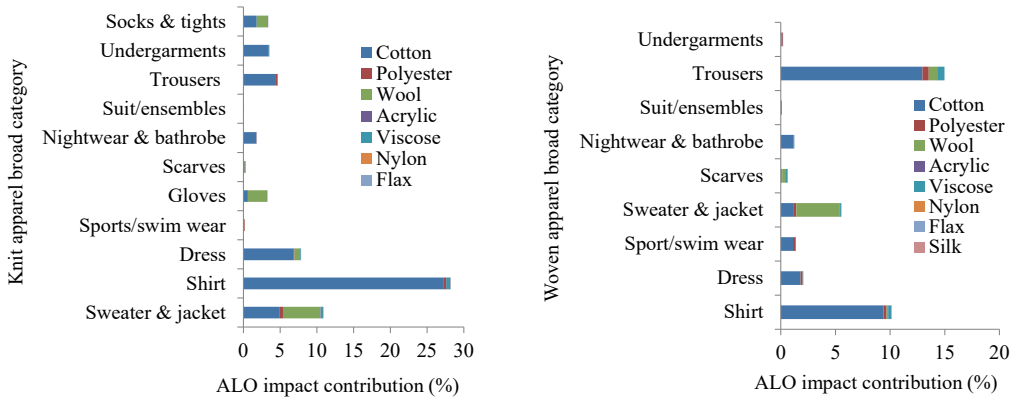 Knit apparel broad category
Socks & tights
Undergarments
Trousers
Suit/ensembles
Nightwear & bathrobe
Scarves
Gloves
Sports/swim wear
Dress
Shirt
Sweater & jacket
Cotton
Polyester
Wool
Acrylic
Viscose
Nylon
Flax
0 5 10 15 20 25 30
ALO impact contribution (%)
Woven apparel broad category
Undergarments
Trousers
Suit/ensembles
Nightwear & bathrobe
Scarves
Sweater & jacket
Sport/swim wear
Dress
Shirt
Cotton
Polyester
Wool
Acrylic
Viscose
Nylon
Flax
Silk
0 5 10 15 20
ALO impact contribution (%)